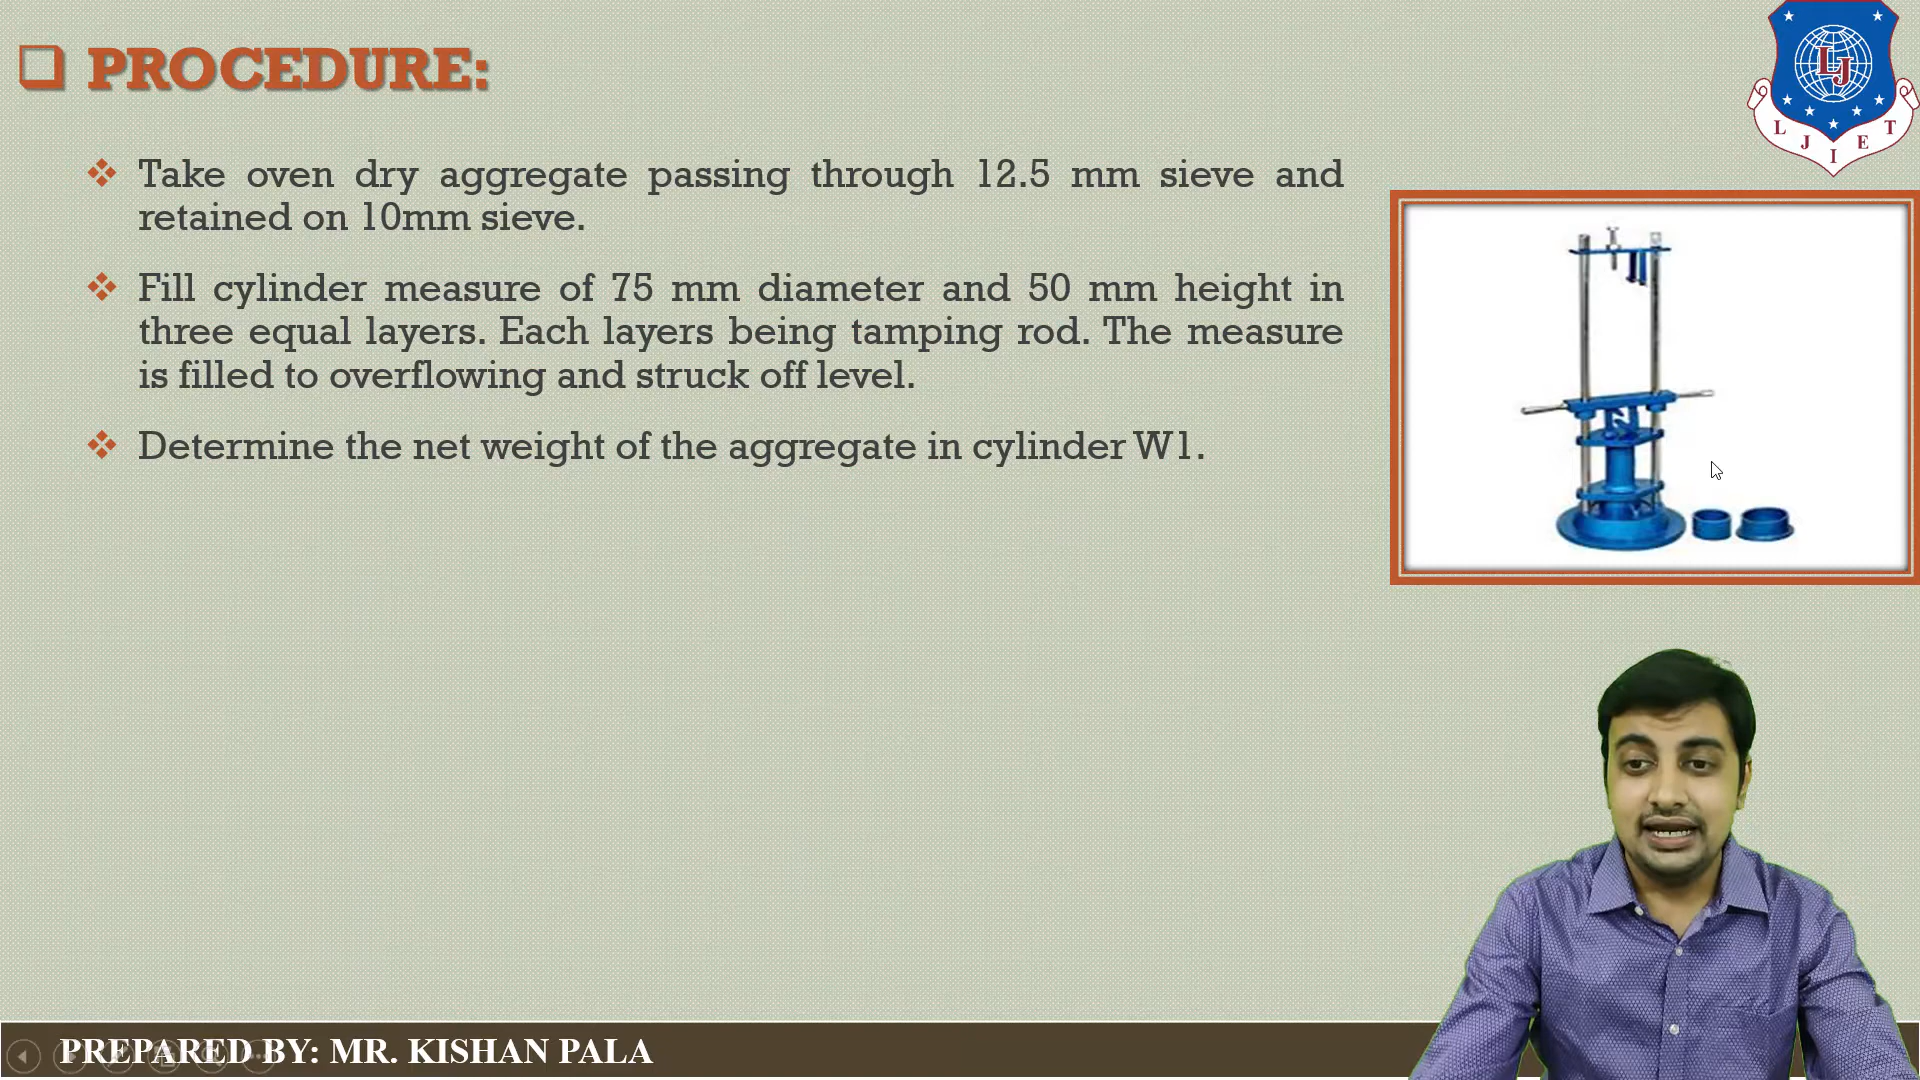 PROCEDURE:
Take oven dry aggregate passing through 12.5 mm sieve and
retained on 10mm sieve.
Fill cylinder measure of 75 mm diameter and 50 mm height in
three equal layers. Each layers being tamping rod. The measure
is filled to overflowing and struck off level.
Determine the net weight of the aggregate in cylinder W1.
LJ
L J I E T
PREPARED BY: MR. KISHAN PALA